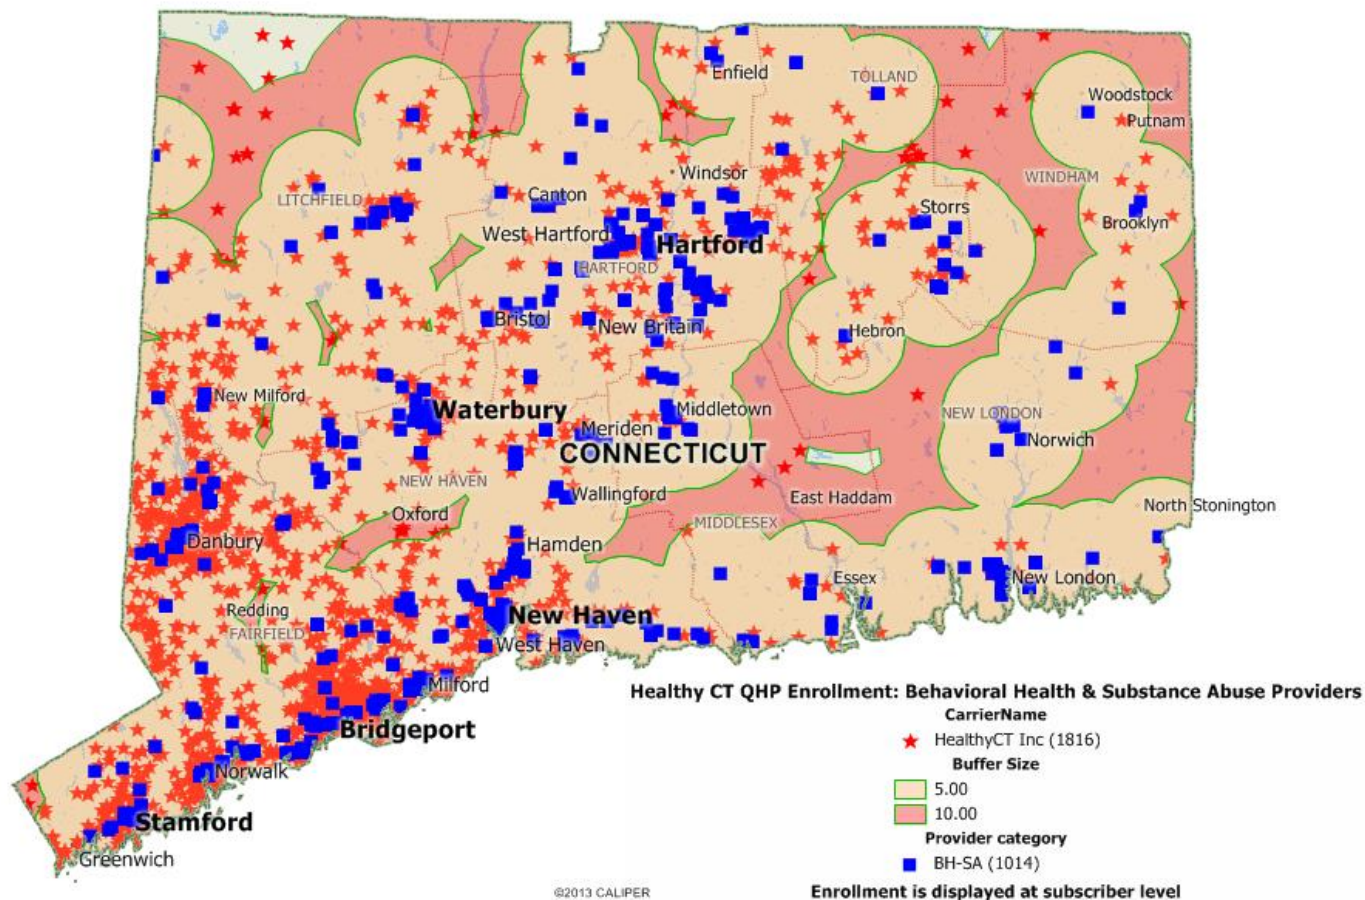 Enfield
TOLLAND
Woodstock
Putnam
Windsor
WINDHAM
LITCHFIELD
Canton
Storrs
Brooklyn
West Hartford
Hartford
HARTFORD
Bristol
New Britain
Hebron
New Milford
Waterbury
Middletown
NEW LONDON
Meriden
Norwich
CONNECTICUT
NEW HAVEN
Wallingford
East Haddam
North Stonington
Oxford
MIDDLESEX
Danbury
Hamden
Essex
New London
Redding
New Haven
FAIRFIELD
West Haven
Milford
Healthy CT QHP Enrollment: Behavioral Health & Substance Abuse Providers
CarrierName
Bridgeport
HealthyCT Inc (1816)
Buffer Size
Norwalk
5.00
10.00
Stamford
Provider category
Greenwich
BH-SA (1014)
©2013 CALIPER
Enrollment is displayed at subscriber level